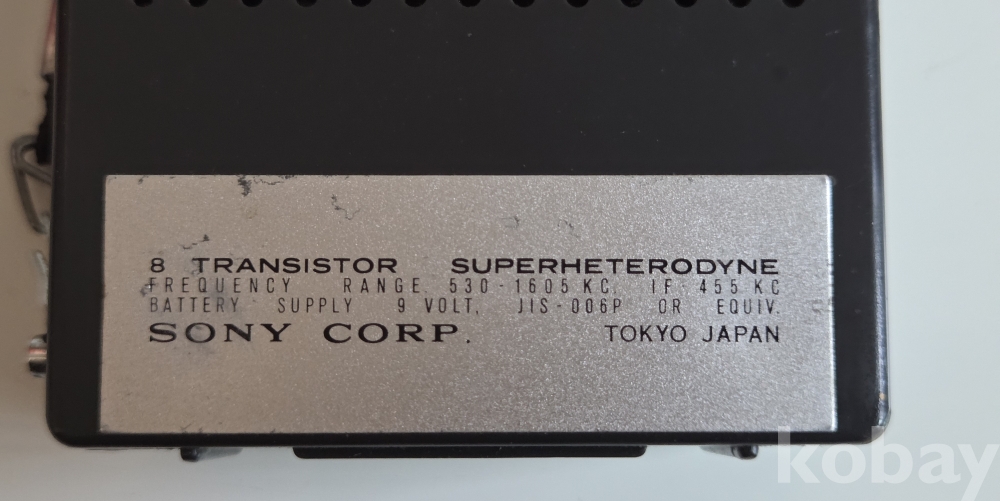 8 TRANSISTOR SUPERHETERODYNE
FREQUENCY RANGE. 530-1605 KC. IF 455 KC
BATTERY SUPPLY 9 VOLT, JIS-006P OR EQUIV.
SONY CORP. TOKYO JAPAN
kobay